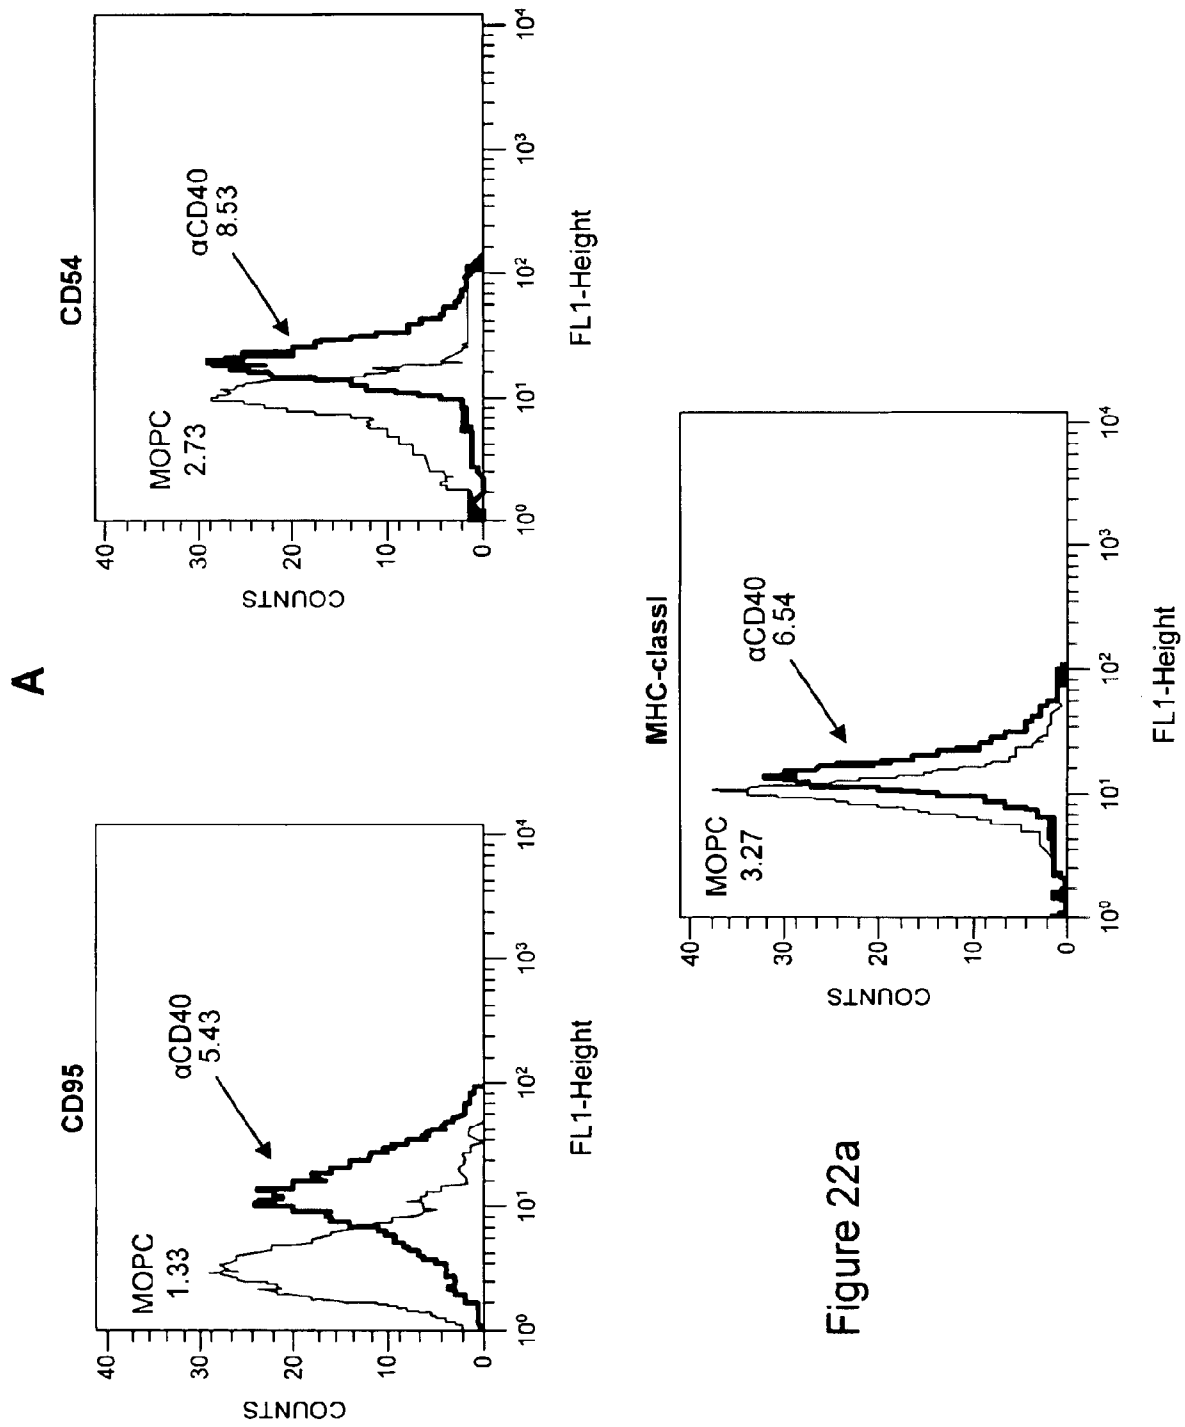 A
CD95
MOPC
1.33
αCD40
5.43
40
30
20
10
0
COUNTS
10⁰
10¹
10²
10³
10⁴
FL1-Height
CD54
MOPC
2.73
αCD40
8.53
40
30
20
10
0
COUNTS
10⁰
10¹
10²
10³
10⁴
FL1-Height
MHC-classI
MOPC
3.27
αCD40
6.54
40
30
20
10
0
COUNTS
10⁰
10¹
10²
10³
10⁴
FL1-Height
Figure 22a